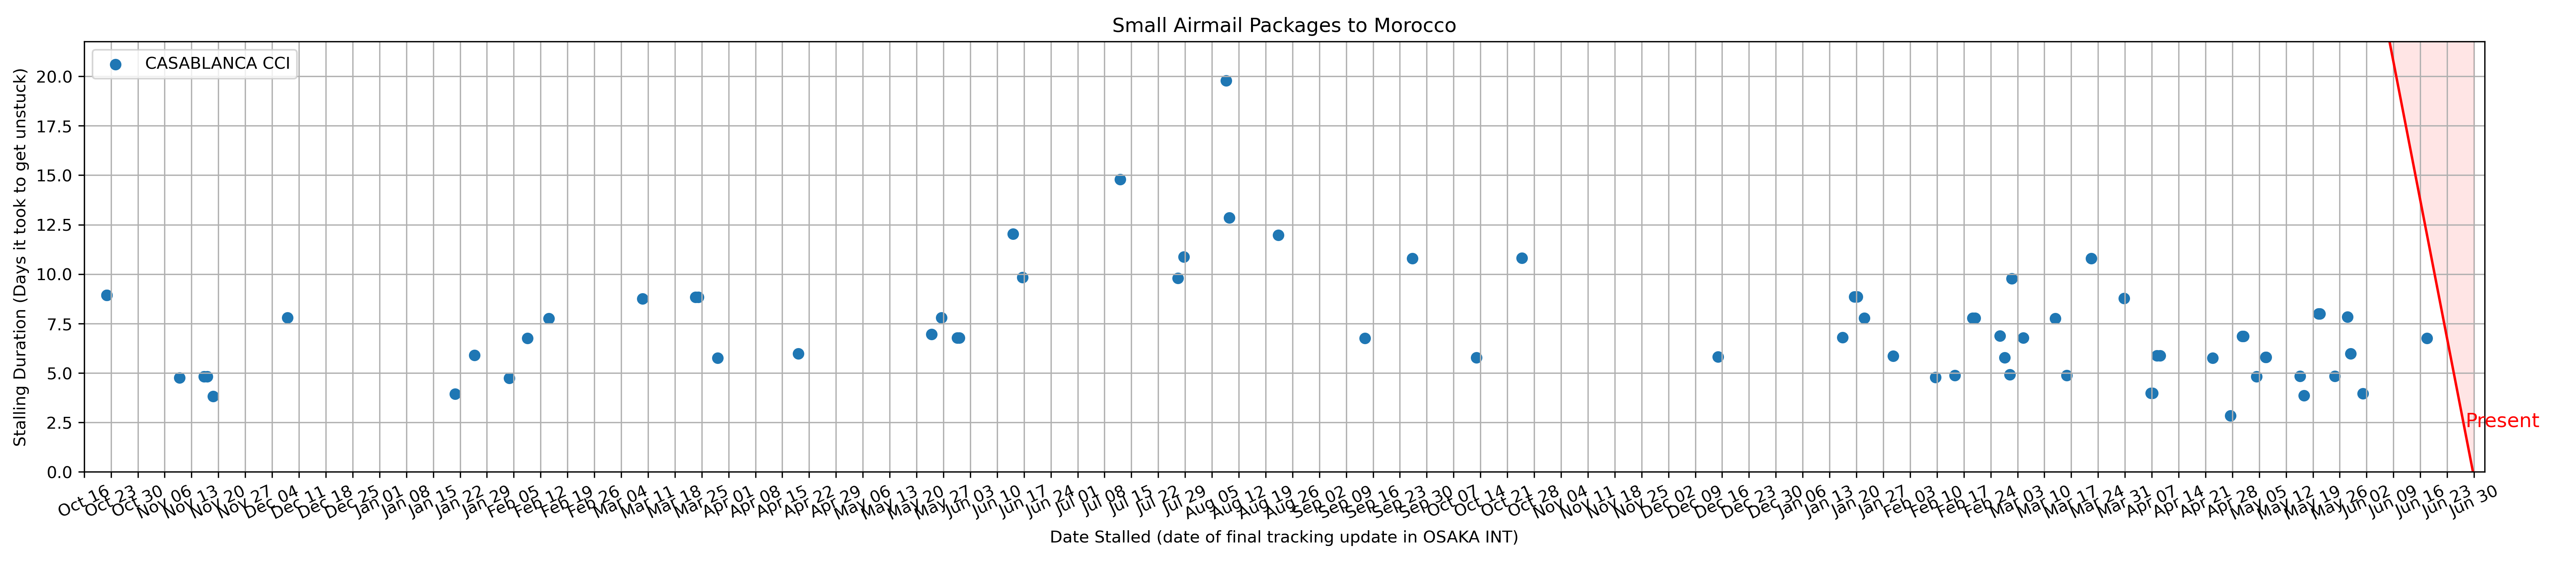 Small Airmail Packages to Morocco
CASABLANCA CCI
Stalling Duration (Days it took to get unstuck)
20.0
17.5
15.0
12.5
10.0
7.5
5.0
2.5
0.0
Present
Oct 16
Oct 23
Oct 30
Nov 06
Nov 13
Nov 20
Nov 27
Dec 04
Dec 11
Dec 18
Dec 25
Jan 01
Jan 08
Jan 15
Jan 22
Jan 29
Feb 05
Feb 12
Feb 19
Feb 26
Mar 04
Mar 11
Mar 18
Mar 25
Apr 01
Apr 08
Apr 15
Apr 22
Apr 29
May 06
May 13
May 20
May 27
Jun 03
Jun 10
Jun 17
Jun 24
Jul 01
Jul 08
Jul 15
Jul 22
Jul 29
Aug 05
Aug 12
Aug 19
Aug 26
Sep 02
Sep 09
Sep 16
Sep 23
Sep 30
Oct 07
Oct 14
Oct 21
Oct 28
Nov 04
Nov 11
Nov 18
Nov 25
Dec 02
Dec 09
Dec 16
Dec 23
Dec 30
Jan 06
Jan 13
Jan 20
Jan 27
Feb 03
Feb 10
Feb 17
Feb 24
Mar 03
Mar 10
Mar 17
Mar 24
Mar 31
Apr 07
Apr 14
Apr 21
Apr 28
May 05
May 12
May 19
May 26
Jun 02
Jun 09
Jun 16
Jun 23
Jun 30
Date Stalled (date of final tracking update in OSAKA INT)